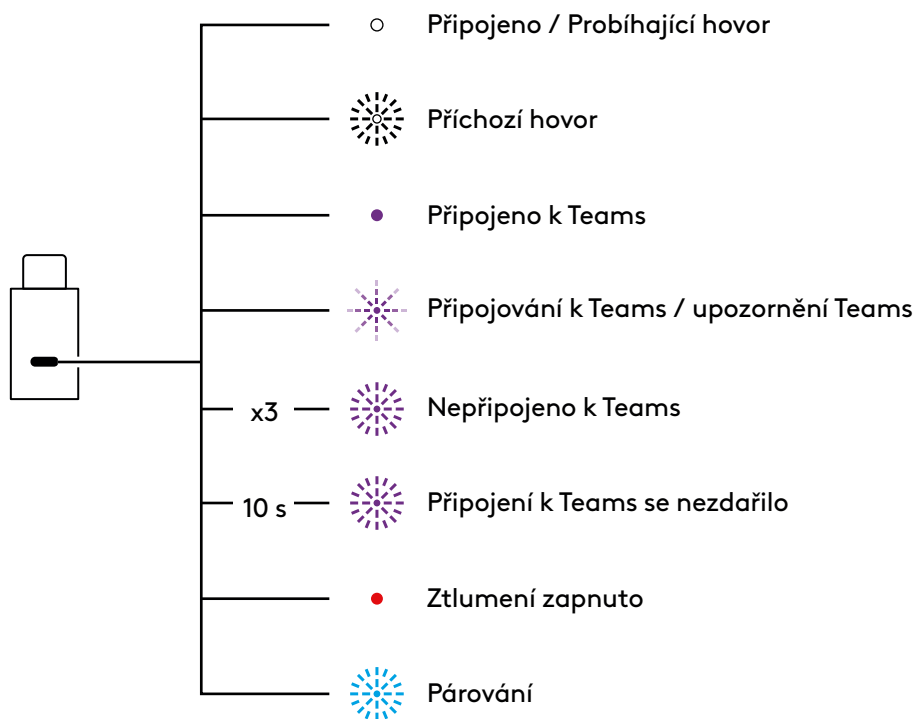 Připojeno / Probíhající hovor
Příchozí hovor
Připojeno k Teams
Připojování k Teams / upozornění Teams
x3 Nepřipojeno k Teams
10 s Připojení k Teams se nezdařilo
Ztlumení zapnuto
Párování